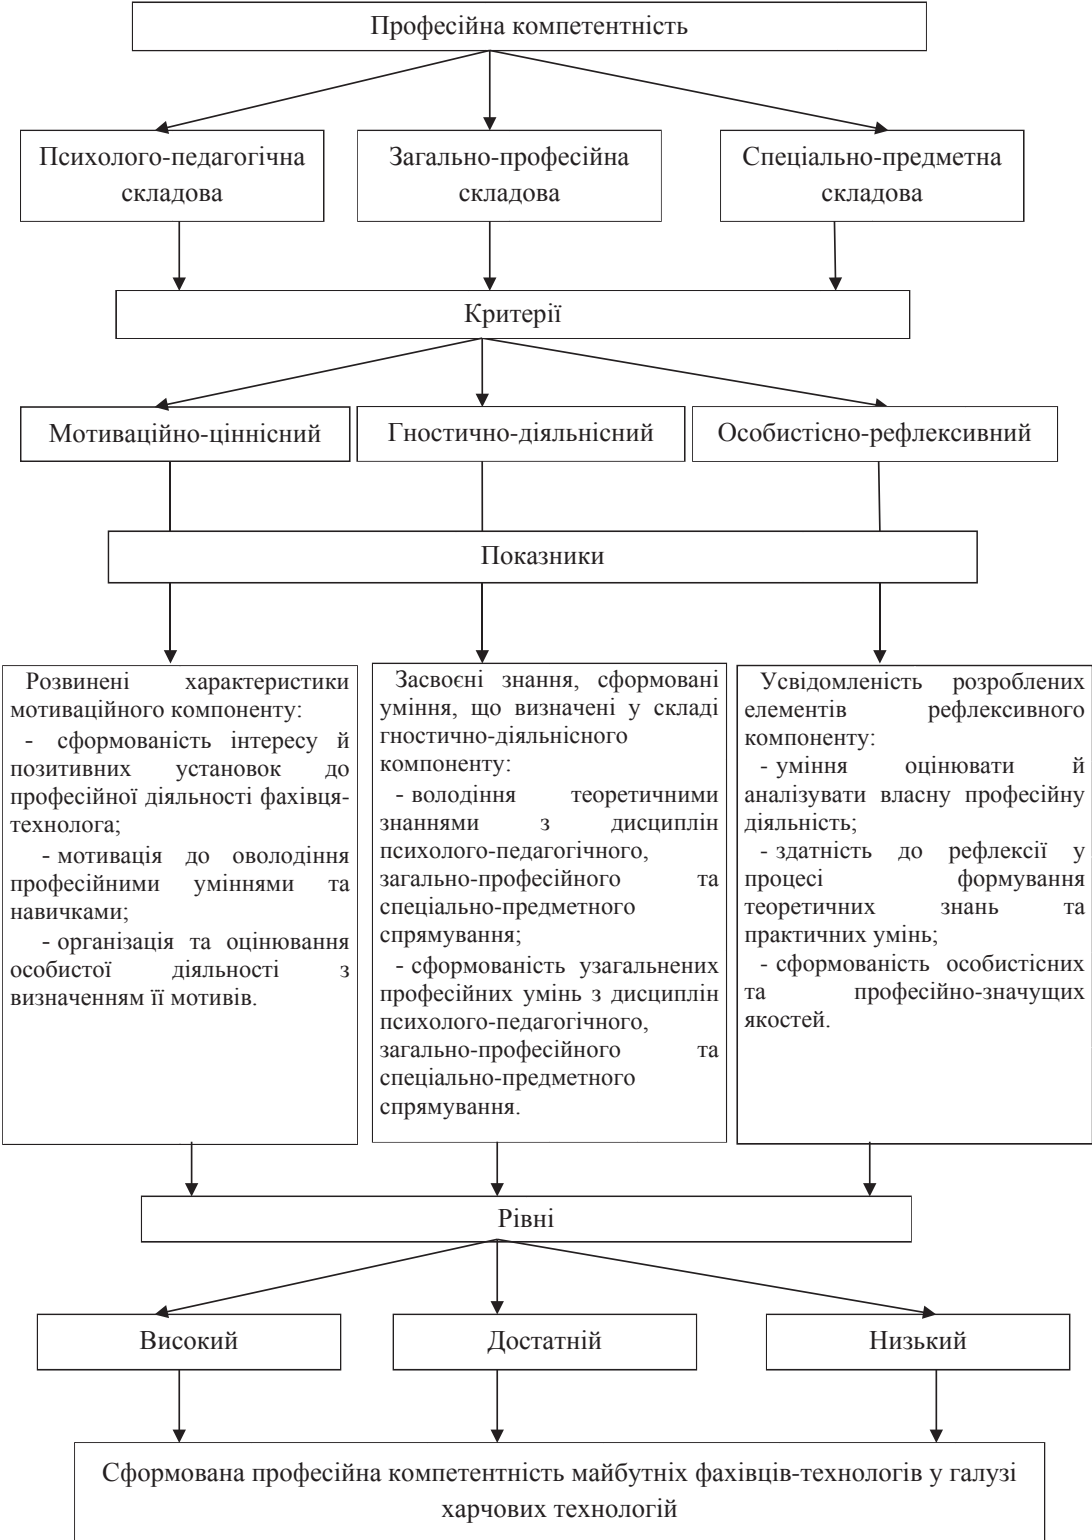 Професійна компетентність
Психолого-педагогічна
складова
Загально-професійна
складова
Спеціально-предметна
складова
Критерії
Мотиваційно-ціннісний
Гностично-діяльнісний
Особистісно-рефлексивний
Показники
Розвинені характеристики
мотиваційного компоненту:
- сформованість інтересу й
позитивних установок до
професійної діяльності фахівця-
технолога;
- мотивація до оволодіння
професійними уміннями та
навичками;
- організація та оцінювання
особистої діяльності з
визначенням її мотивів.
Засвоєні знання, сформовані
уміння, що визначені у складі
гностично-діяльнісного
компоненту:
- володіння теоретичними
знаннями з дисциплін
психолого-педагогічного,
загально-професійного та
спеціально-предметного
спрямування;
- сформованість узагальнених
професійних умінь з дисциплін
психолого-педагогічного,
загально-професійного та
спеціально-предметного
спрямування.
Усвідомленість розроблених
елементів рефлексивного
компоненту:
- уміння оцінювати й
аналізувати власну професійну
діяльність;
- здатність до рефлексії у
процесі формування
теоретичних знань та
практичних умінь;
- сформованість особистісних
та професійно-значущих
якостей.
Рівні
Високий
Достатній
Низький
Сформована професійна компетентність майбутніх фахівців-технологів у галузі
харчових технологій